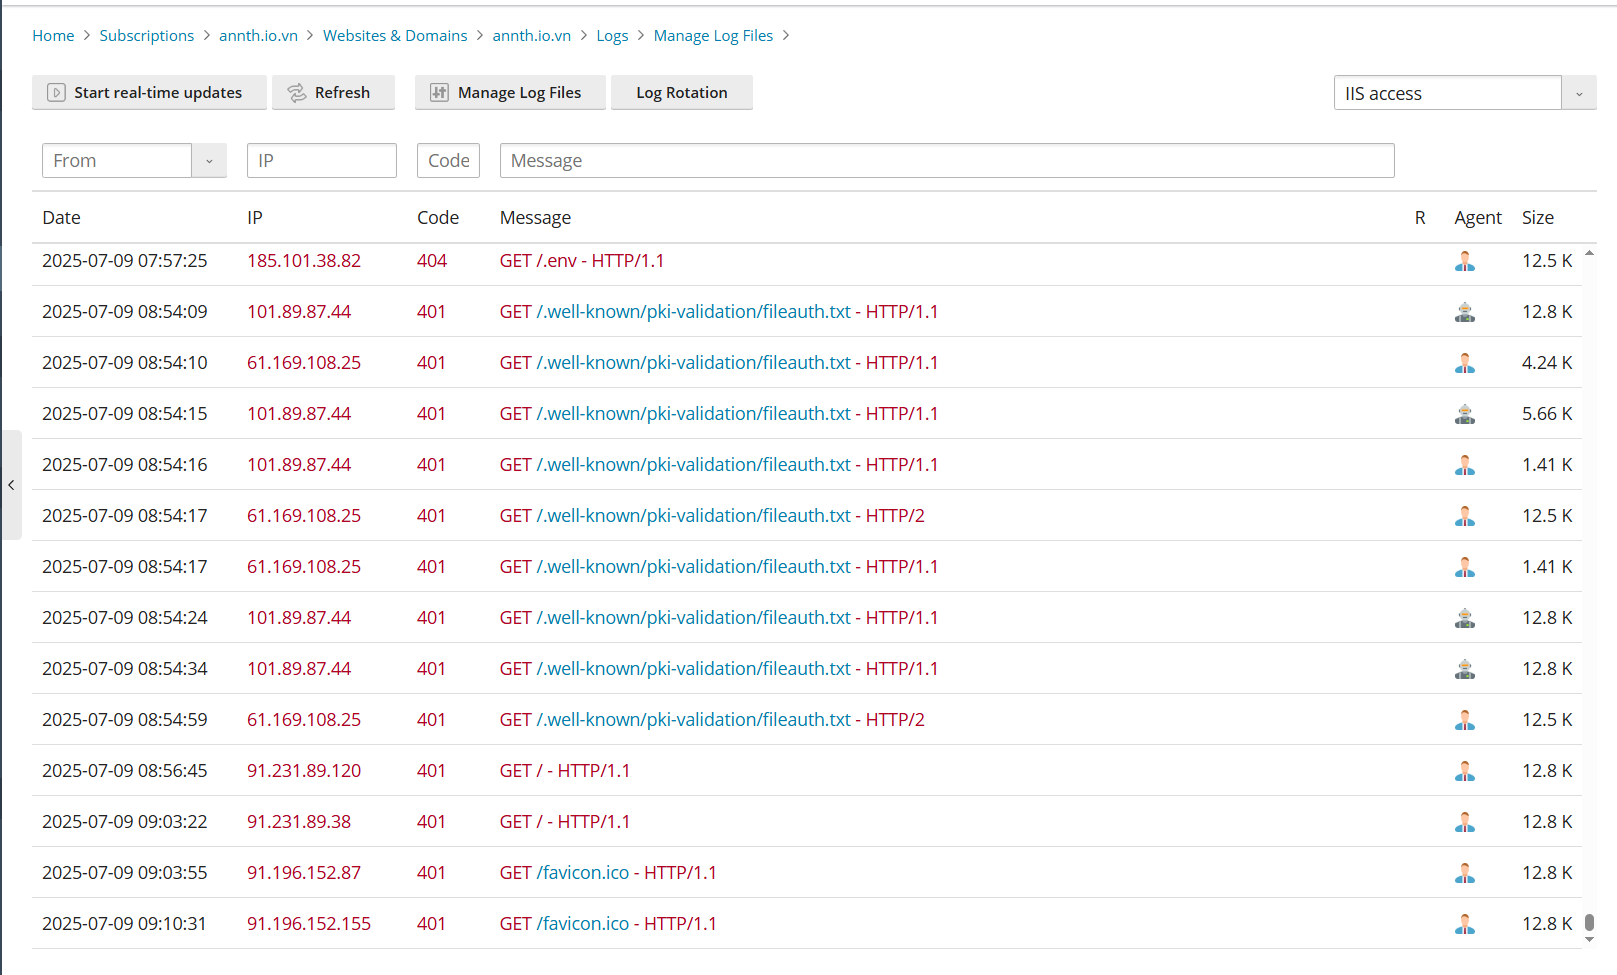 Home > Subscriptions > annth.io.vn > Websites & Domains > annth.io.vn > Logs > Manage Log Files >
Start real-time updates Refresh Manage Log Files Log Rotation IIS access
From IP Code Message
Date IP Code Message R Agent Size
2025-07-09 07:57:25 185.101.38.82 404 GET /.env - HTTP/1.1 12.5 K
2025-07-09 08:54:09 101.89.87.44 401 GET /.well-known/pki-validation/fileauth.txt - HTTP/1.1 12.8 K
2025-07-09 08:54:10 61.169.108.25 401 GET /.well-known/pki-validation/fileauth.txt - HTTP/1.1 4.24 K
2025-07-09 08:54:15 101.89.87.44 401 GET /.well-known/pki-validation/fileauth.txt - HTTP/1.1 5.66 K
2025-07-09 08:54:16 101.89.87.44 401 GET /.well-known/pki-validation/fileauth.txt - HTTP/1.1 1.41 K
2025-07-09 08:54:17 61.169.108.25 401 GET /.well-known/pki-validation/fileauth.txt - HTTP/2 12.5 K
2025-07-09 08:54:17 61.169.108.25 401 GET /.well-known/pki-validation/fileauth.txt - HTTP/1.1 1.41 K
2025-07-09 08:54:24 101.89.87.44 401 GET /.well-known/pki-validation/fileauth.txt - HTTP/1.1 12.8 K
2025-07-09 08:54:34 101.89.87.44 401 GET /.well-known/pki-validation/fileauth.txt - HTTP/1.1 12.8 K
2025-07-09 08:54:59 61.169.108.25 401 GET /.well-known/pki-validation/fileauth.txt - HTTP/2 12.5 K
2025-07-09 08:56:45 91.231.89.120 401 GET / - HTTP/1.1 12.8 K
2025-07-09 09:03:22 91.231.89.38 401 GET / - HTTP/1.1 12.8 K
2025-07-09 09:03:55 91.196.152.87 401 GET /favicon.ico - HTTP/1.1 12.8 K
2025-07-09 09:10:31 91.196.152.155 401 GET /favicon.ico - HTTP/1.1 12.8 K